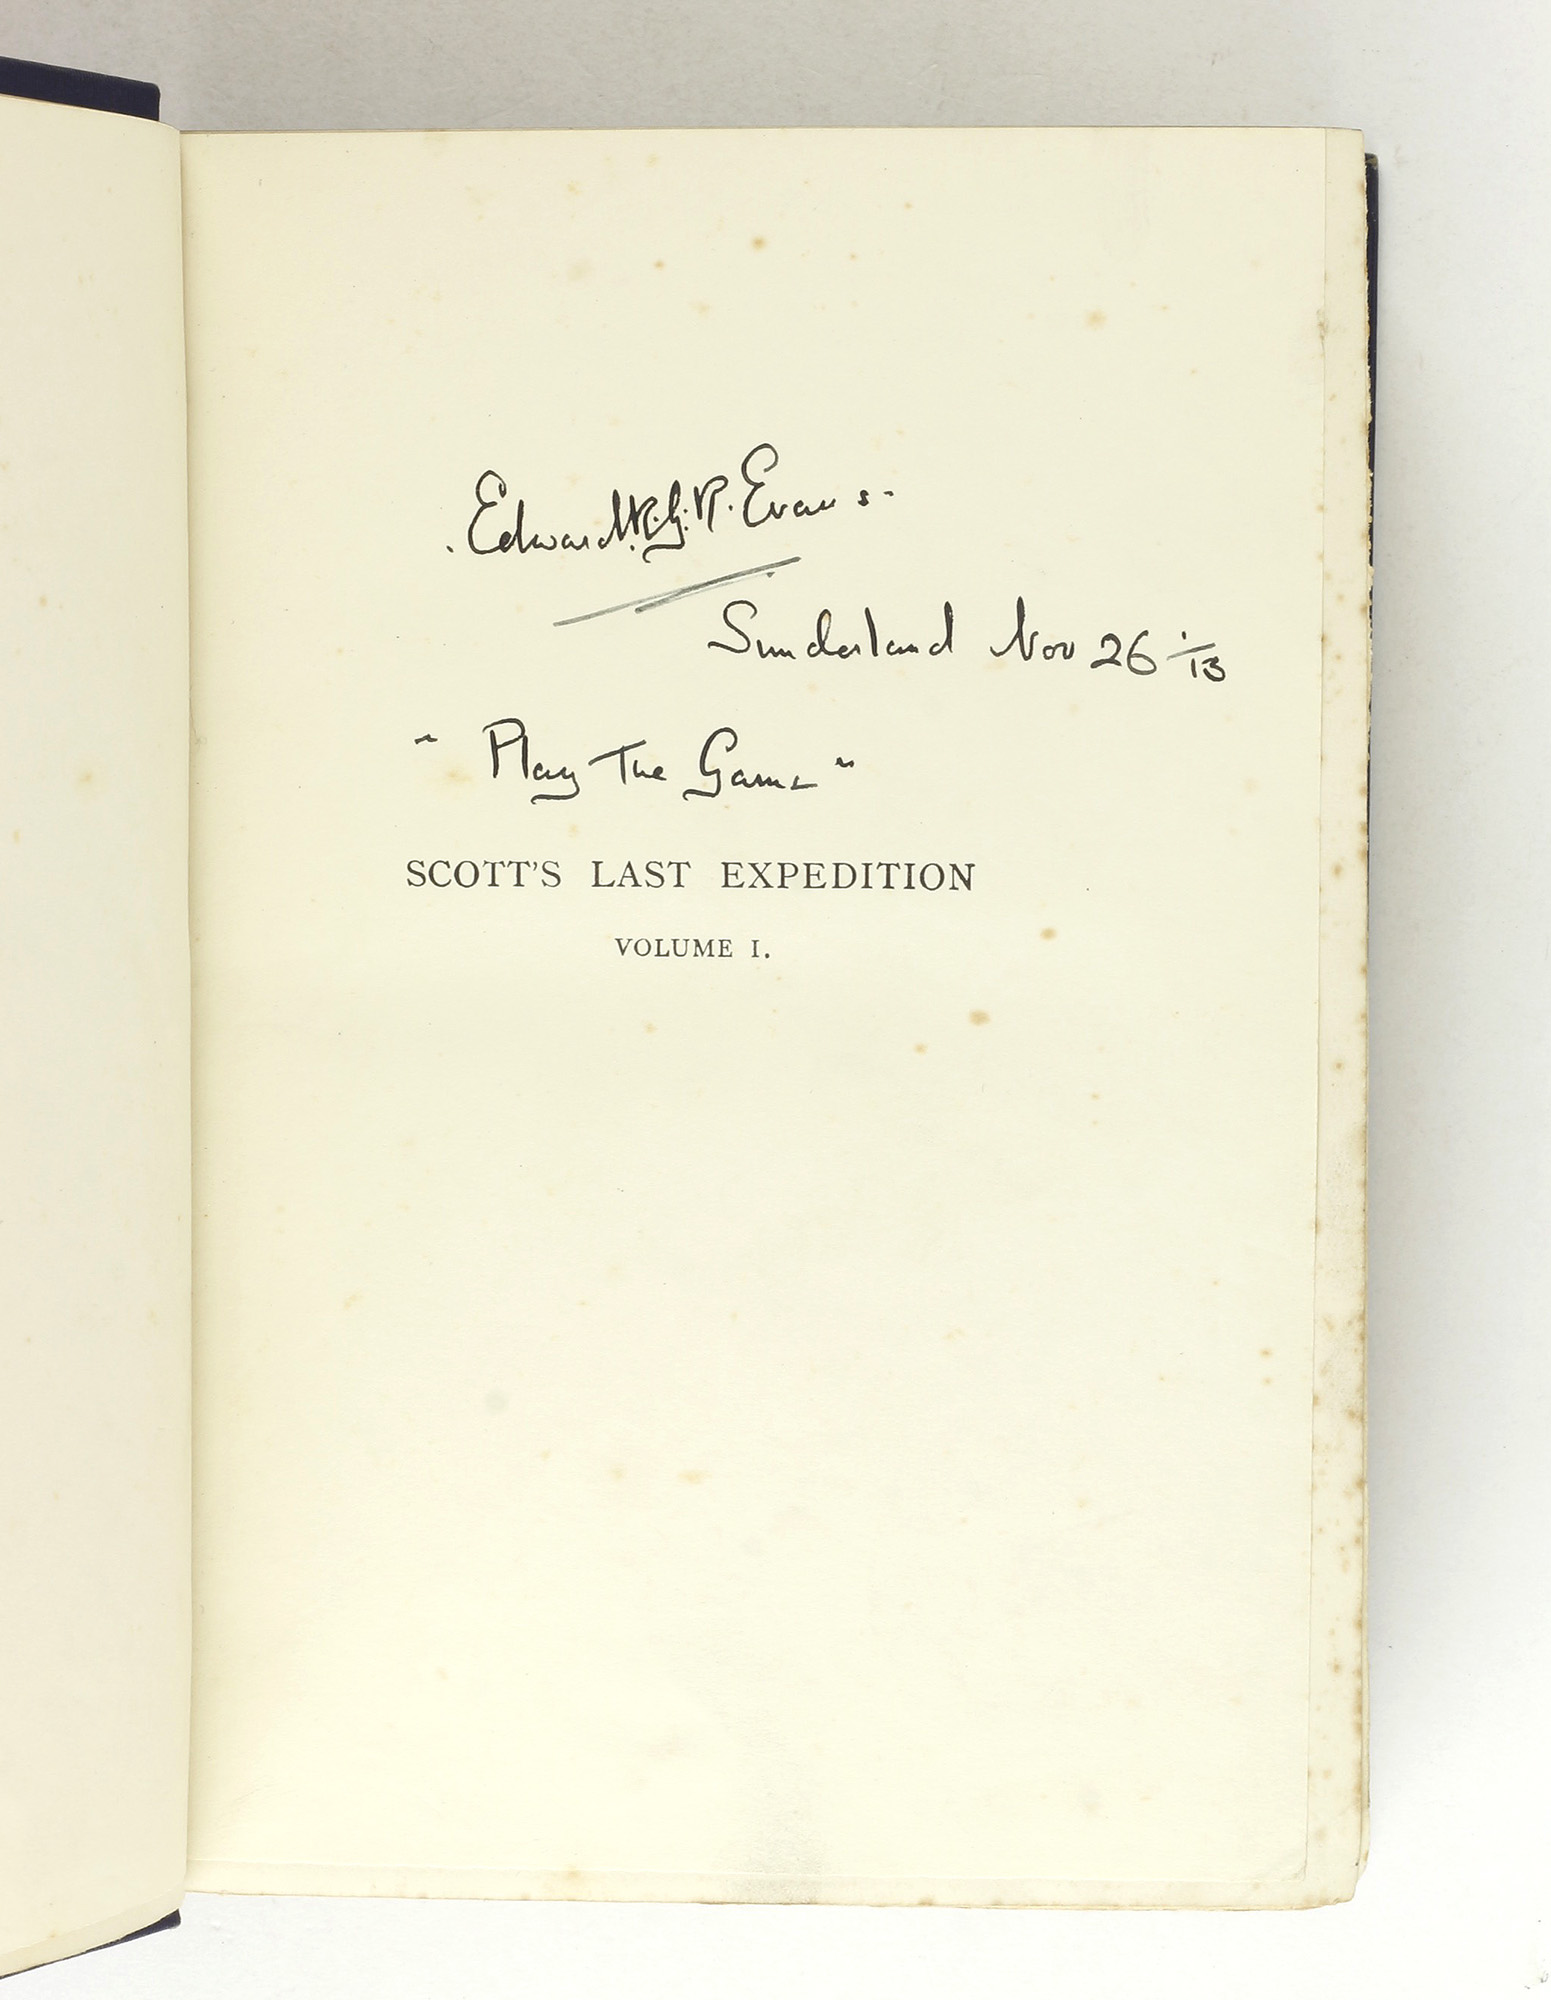 Edward R.G.R. Evans -
Sunderland Nov 26/13
" Play The Game "
SCOTT'S LAST EXPEDITION
VOLUME I.